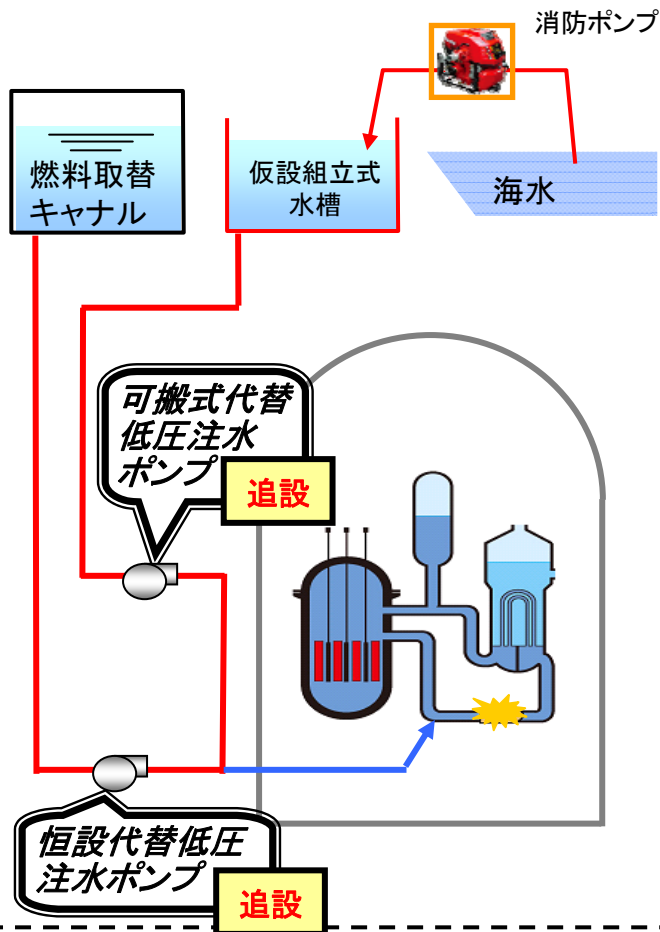 消防ポンプ
燃料取替
キャナル
仮設組立式
水槽
海水
可搬式代替
低圧注水
ポンプ
追設
恒設代替低圧
注水ポンプ
追設